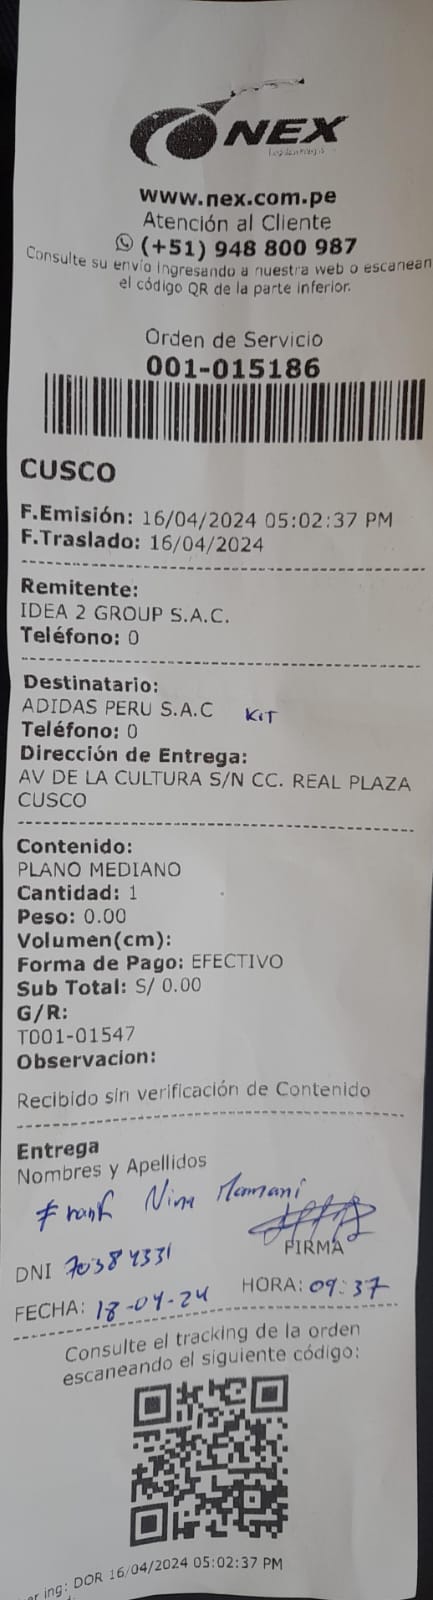 NEX
www.nex.com.pe
Atención al Cliente
(+51) 948 800 987
Consulte su envío ingresando a nuestra web o escanean
el código QR de la parte inferior.
Orden de Servicio
001-015186
CUSCO
F.Emisión: 16/04/2024 05:02:37 PM
F.Traslado: 16/04/2024
Remitente:
IDEA 2 GROUP S.A.C.
Teléfono: 0
Destinatario:
ADIDAS PERU S.A.C KIT
Teléfono: 0
Dirección de Entrega:
AV DE LA CULTURA S/N CC. REAL PLAZA
CUSCO
Contenido:
PLANO MEDIANO
Cantidad: 1
Peso: 0.00
Volumen(cm):
Forma de Pago: EFECTIVO
Sub Total: S/ 0.00
G/R:
T001-01547
Observacion:
Recibido sin verificación de Contenido
Entrega
Nombres y Apellidos
Frank Nina Mamani
FIRMA
DNI 70384331
FECHA: 18-04-24 HORA: 09:37
Consulte el tracking de la orden
escaneando el siguiente código:
ing: DOR 16/04/2024 05:02:37 PM